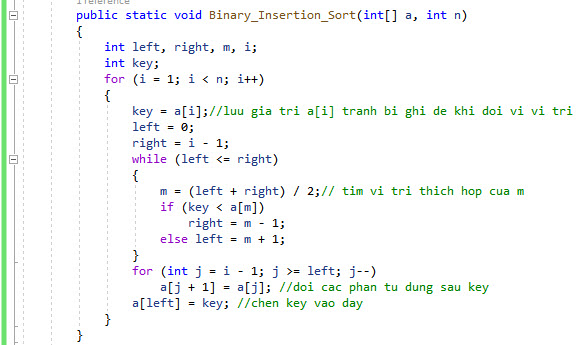 1 reference
public static void Binary_Insertion_Sort(int[] a, int n)
{
int left, right, m, i;
int key;
for (i = 1; i < n; i++)
{
key = a[i];//luu gia tri a[i] tranh bi ghi de khi doi vi vi tri
left = 0;
right = i - 1;
while (left <= right)
{
m = (left + right) / 2;// tim vi tri thich hop cua m
if (key < a[m])
right = m - 1;
else left = m + 1;
}
for (int j = i - 1; j >= left; j--)
a[j + 1] = a[j]; //doi cac phan tu dung sau key
a[left] = key; //chen key vao day
}
}